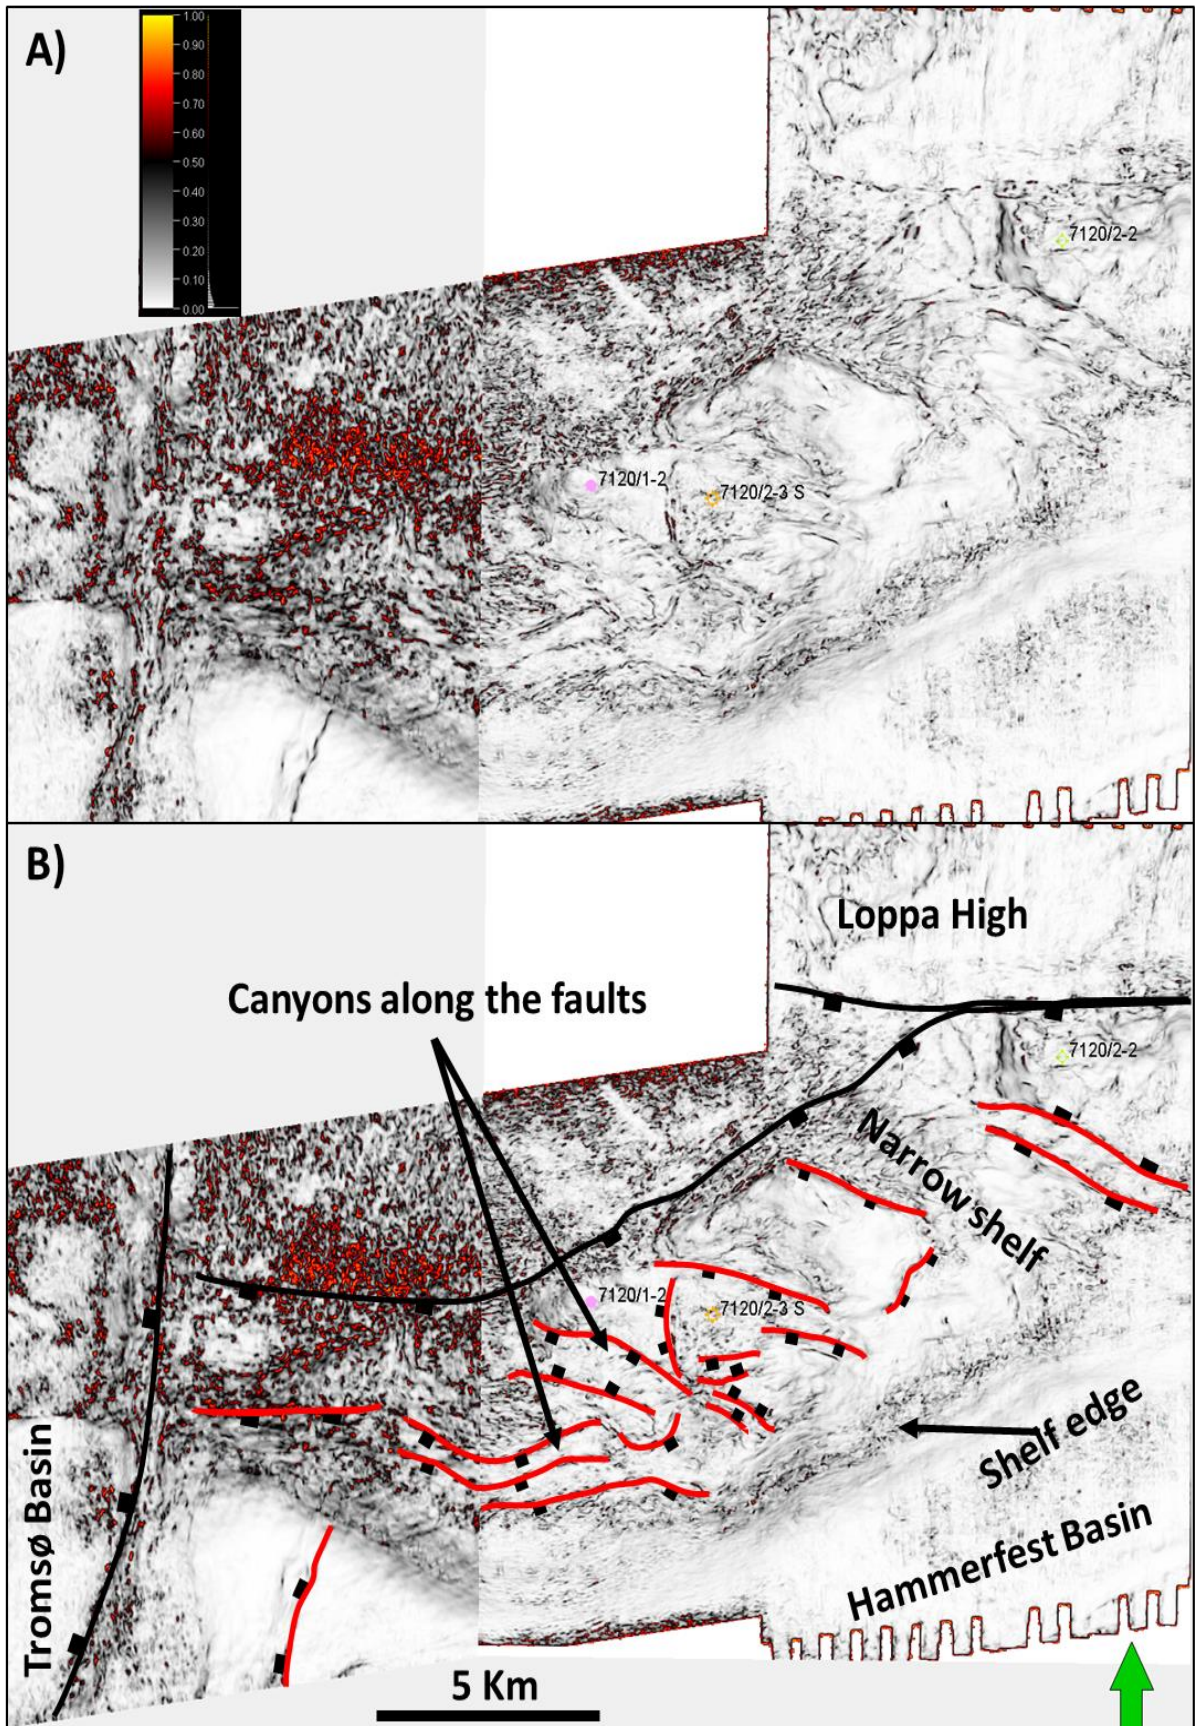 A)
1.00
0.90
0.80
0.70
0.60
0.50
0.40
0.30
0.20
0.10
0.00
7120/2-2
7120/1-2
7120/2-3 S
B)
Loppa High
Canyons along the faults
7120/2-2
Narrow shelf
7120/1-2
7120/2-3 S
Shelf edge
Tromsø Basin
Hammerfest Basin
5 Km